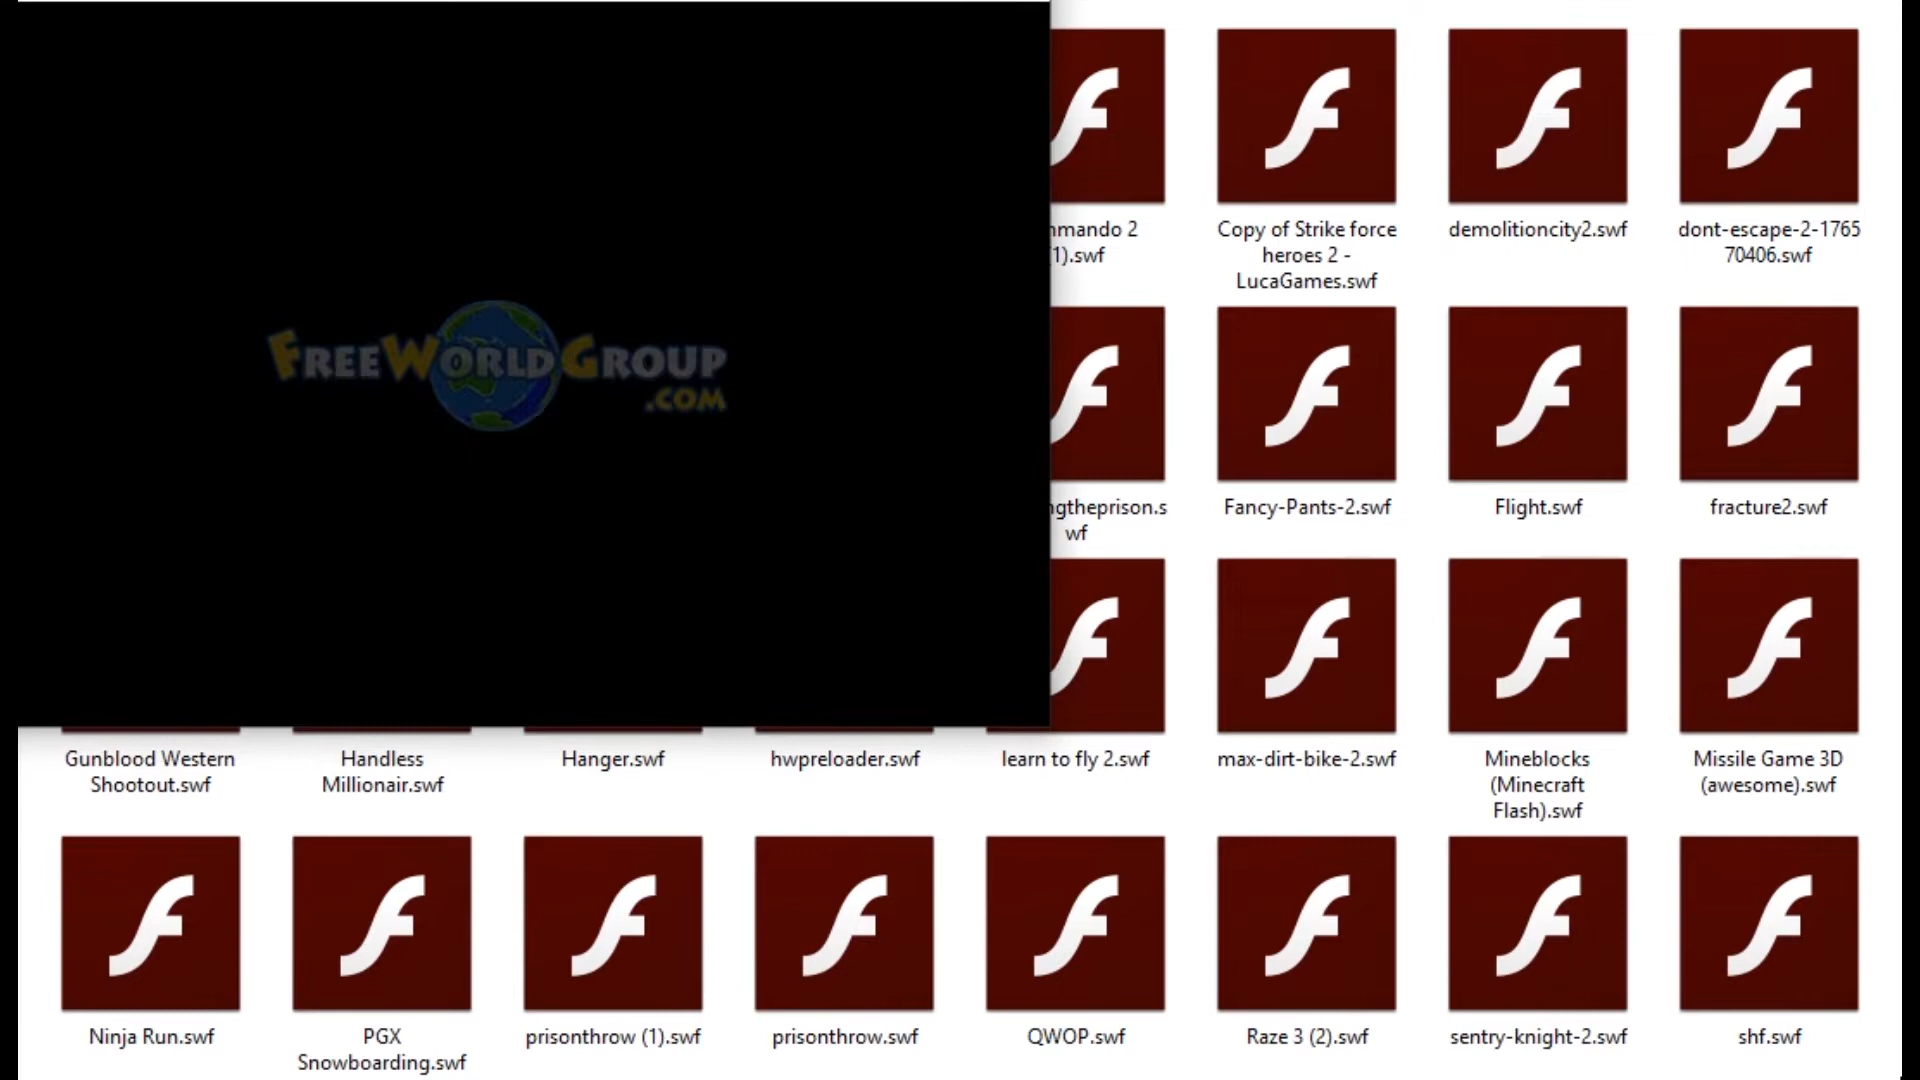 FREEWORLDGROUP
.COM
mmando 2
1).swf
Copy of Strike force
heroes 2 -
LucaGames.swf
demolitioncity2.swf
dont-escape-2-1765
70406.swf
ngtheprison.s
wf
Fancy-Pants-2.swf
Flight.swf
fracture2.swf
Gunblood Western
Shootout.swf
Handless
Millionair.swf
Hanger.swf
hwpreloader.swf
learn to fly 2.swf
max-dirt-bike-2.swf
Mineblocks
(Minecraft
Flash).swf
Missile Game 3D
(awesome).swf
Ninja Run.swf
PGX
Snowboarding.swf
prisonthrow (1).swf
prisonthrow.swf
QWOP.swf
Raze 3 (2).swf
sentry-knight-2.swf
shf.swf